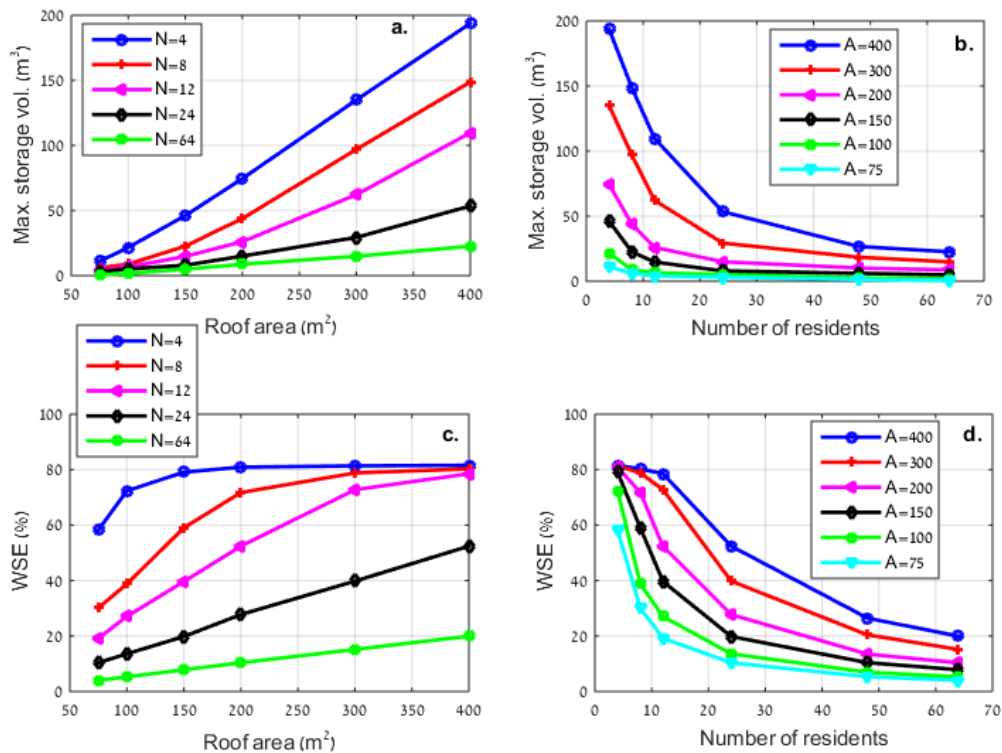 a.
N=4
N=8
N=12
N=24
N=64
Max. storage vol. (m³)
200
150
100
50
0
50 100 150 200 250 300 350 400
Roof area (m²)
b.
A=400
A=300
A=200
A=150
A=100
A=75
Max. storage vol. (m³)
200
150
100
50
0
0 10 20 30 40 50 60 70
Number of residents
N=4
N=8
N=12
N=24
N=64
c.
WSE (%)
100
80
60
40
20
0
50 100 150 200 250 300 350 400
Roof area (m²)
d.
A=400
A=300
A=200
A=150
A=100
A=75
WSE (%)
100
80
60
40
20
0
0 10 20 30 40 50 60 70
Number of residents